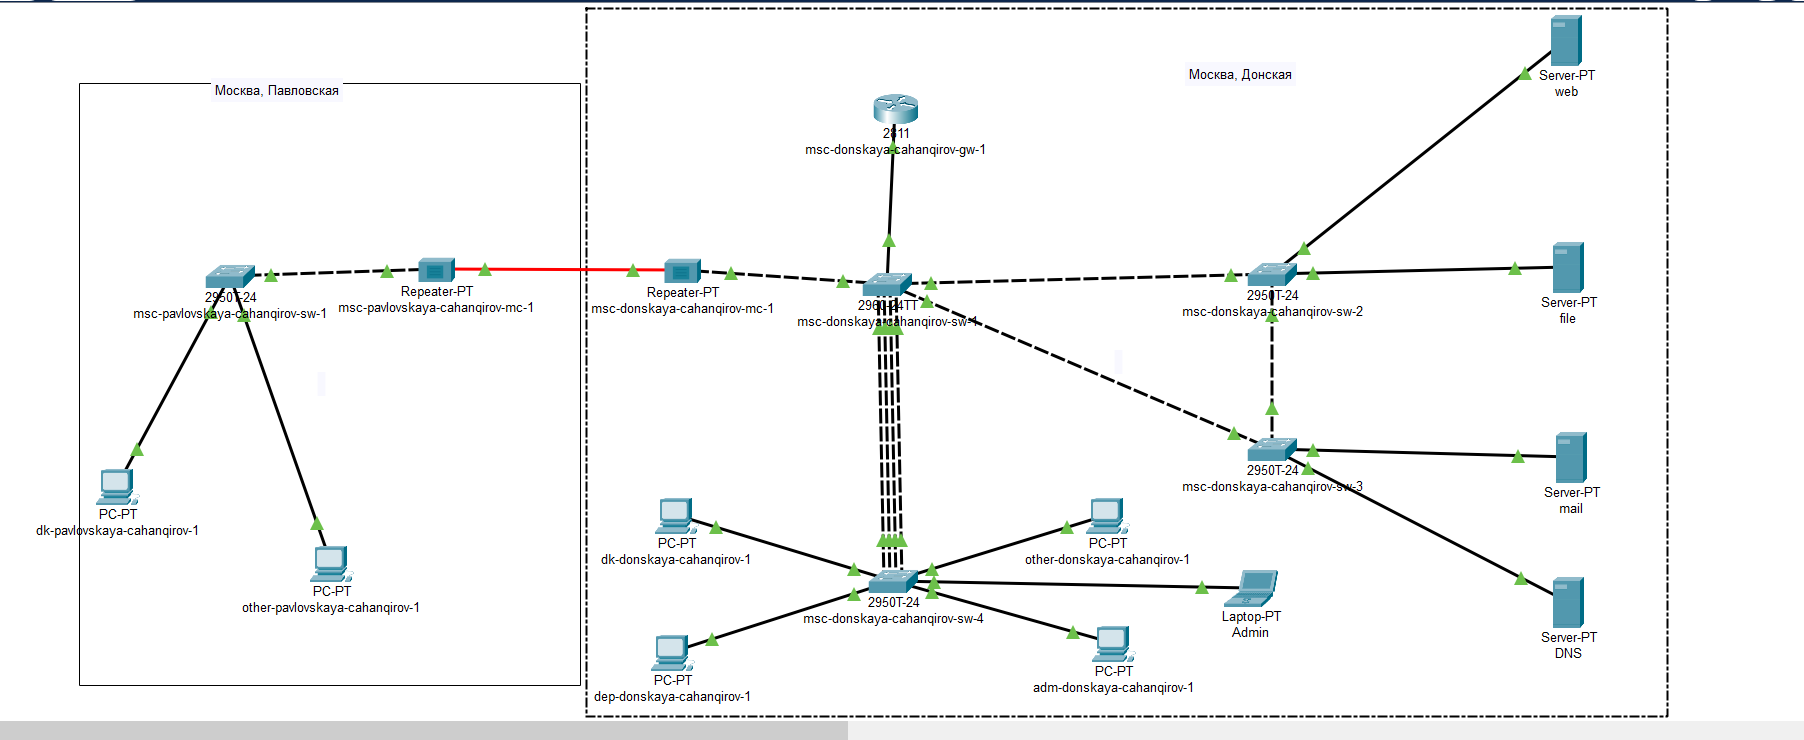 Москва, Павловская
Москва, Донская
Server-PT
web
2811
msc-donskaya-cahanqirov-gw-1
2950T-24
msc-pavlovskaya-cahanqirov-sw-1
Repeater-PT
msc-pavlovskaya-cahanqirov-mc-1
Repeater-PT
msc-donskaya-cahanqirov-mc-1
2960-24TT
msc-donskaya-cahanqirov-sw-1
2950T-24
msc-donskaya-cahanqirov-sw-2
Server-PT
file
2950T-24
msc-donskaya-cahanqirov-sw-3
Server-PT
mail
PC-PT
dk-pavlovskaya-cahanqirov-1
PC-PT
other-pavlovskaya-cahanqirov-1
PC-PT
dk-donskaya-cahanqirov-1
PC-PT
other-donskaya-cahanqirov-1
2950T-24
msc-donskaya-cahanqirov-sw-4
Laptop-PT
Admin
Server-PT
DNS
PC-PT
dep-donskaya-cahanqirov-1
PC-PT
adm-donskaya-cahanqirov-1